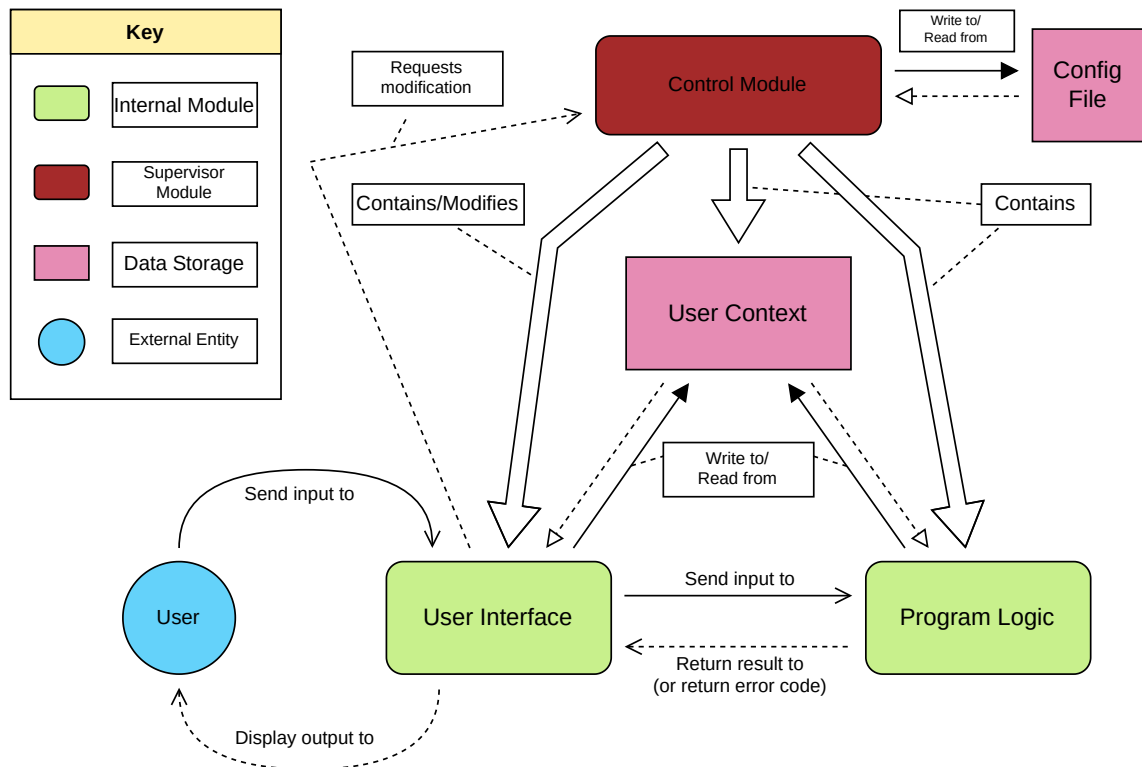 Key
Internal Module
Supervisor
Module
Data Storage
External Entity
Requests
modification
Control Module
Write to/
Read from
Config
File
Contains/Modifies
Contains
User Context
Write to/
Read from
Send input to
User
User Interface
Send input to
Program Logic
Return result to
(or return error code)
Display output to